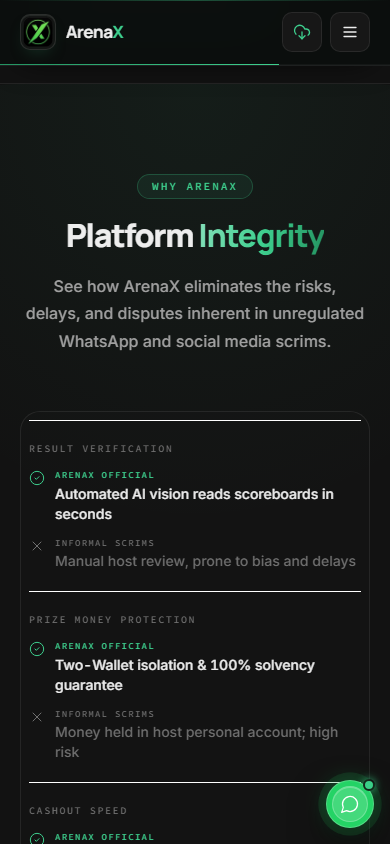 ArenaX
WHY ARENAX
Platform Integrity
See how ArenaX eliminates the risks,
delays, and disputes inherent in unregulated
WhatsApp and social media scrims.
RESULT VERIFICATION
ARENAX OFFICIAL
Automated AI vision reads scoreboards in
seconds
INFORMAL SCRIMS
Manual host review, prone to bias and delays
PRIZE MONEY PROTECTION
ARENAX OFFICIAL
Two-Wallet isolation & 100% solvency
guarantee
INFORMAL SCRIMS
Money held in host personal account; high
risk
CASHOUT SPEED
ARENAX OFFICIAL